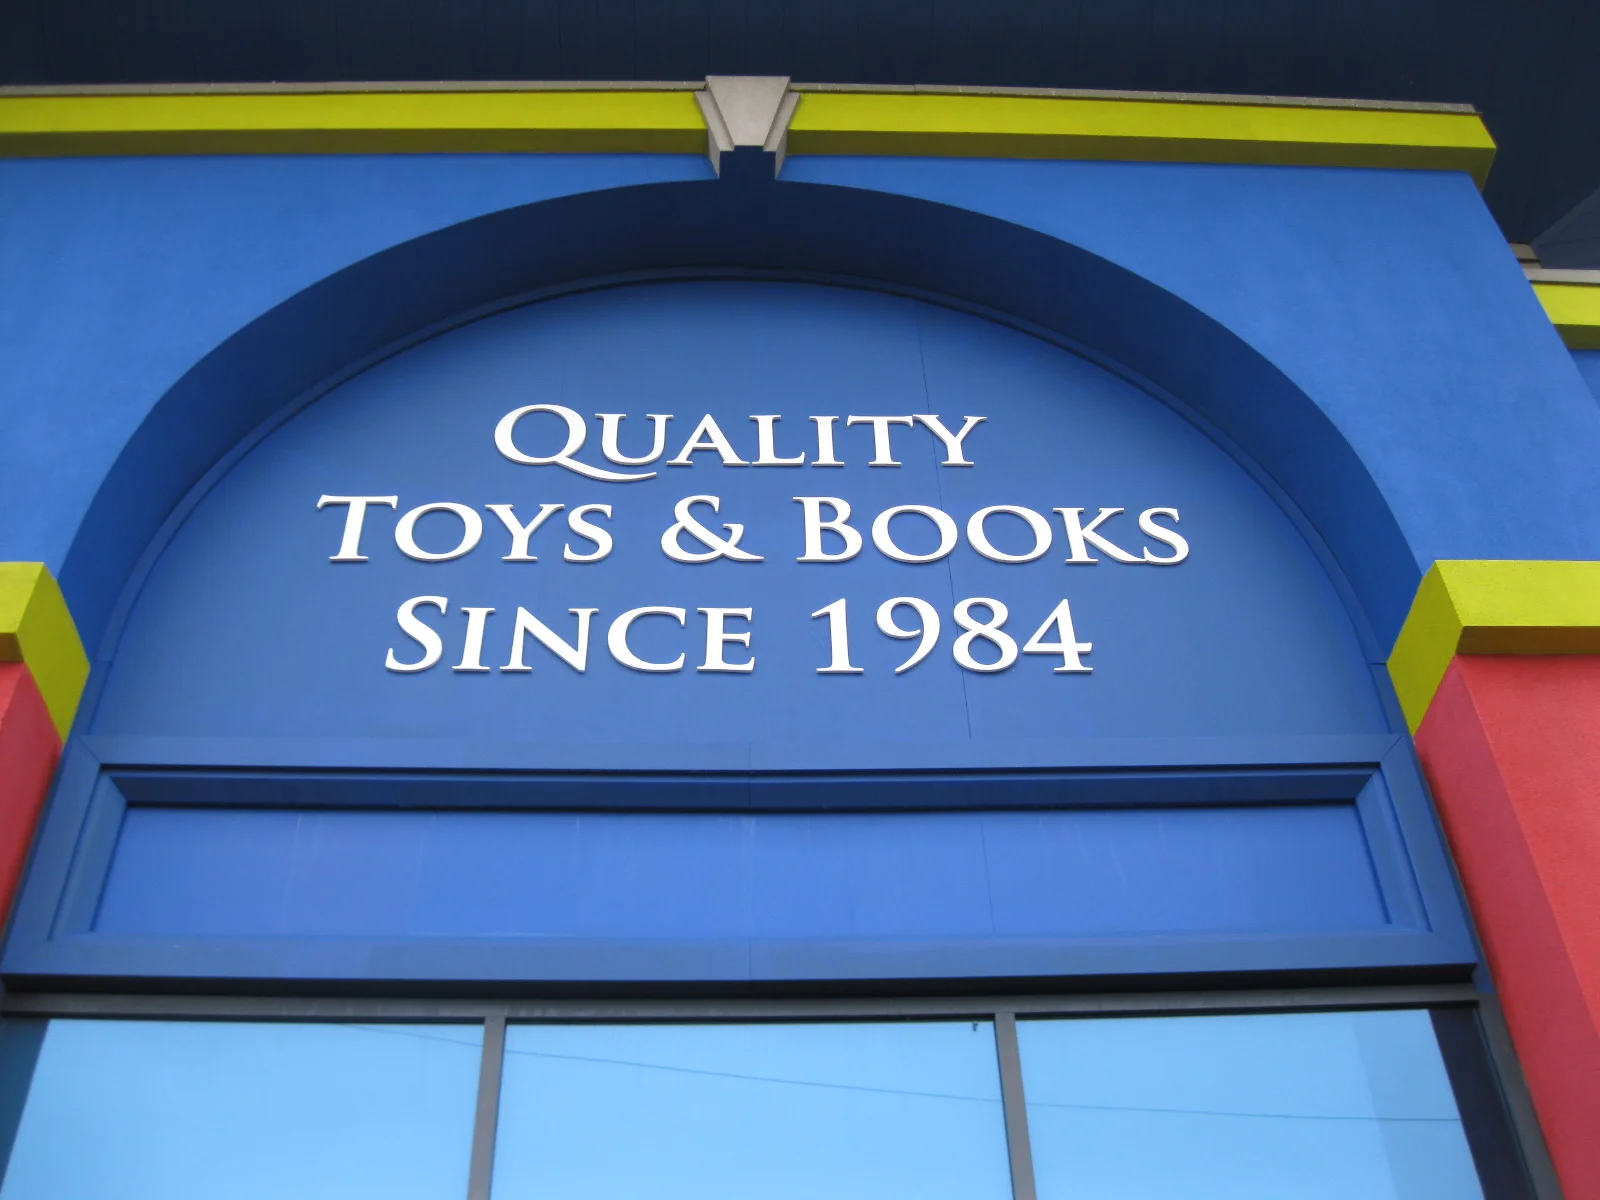 QUALITY
TOYS & BOOKS
SINCE 1984